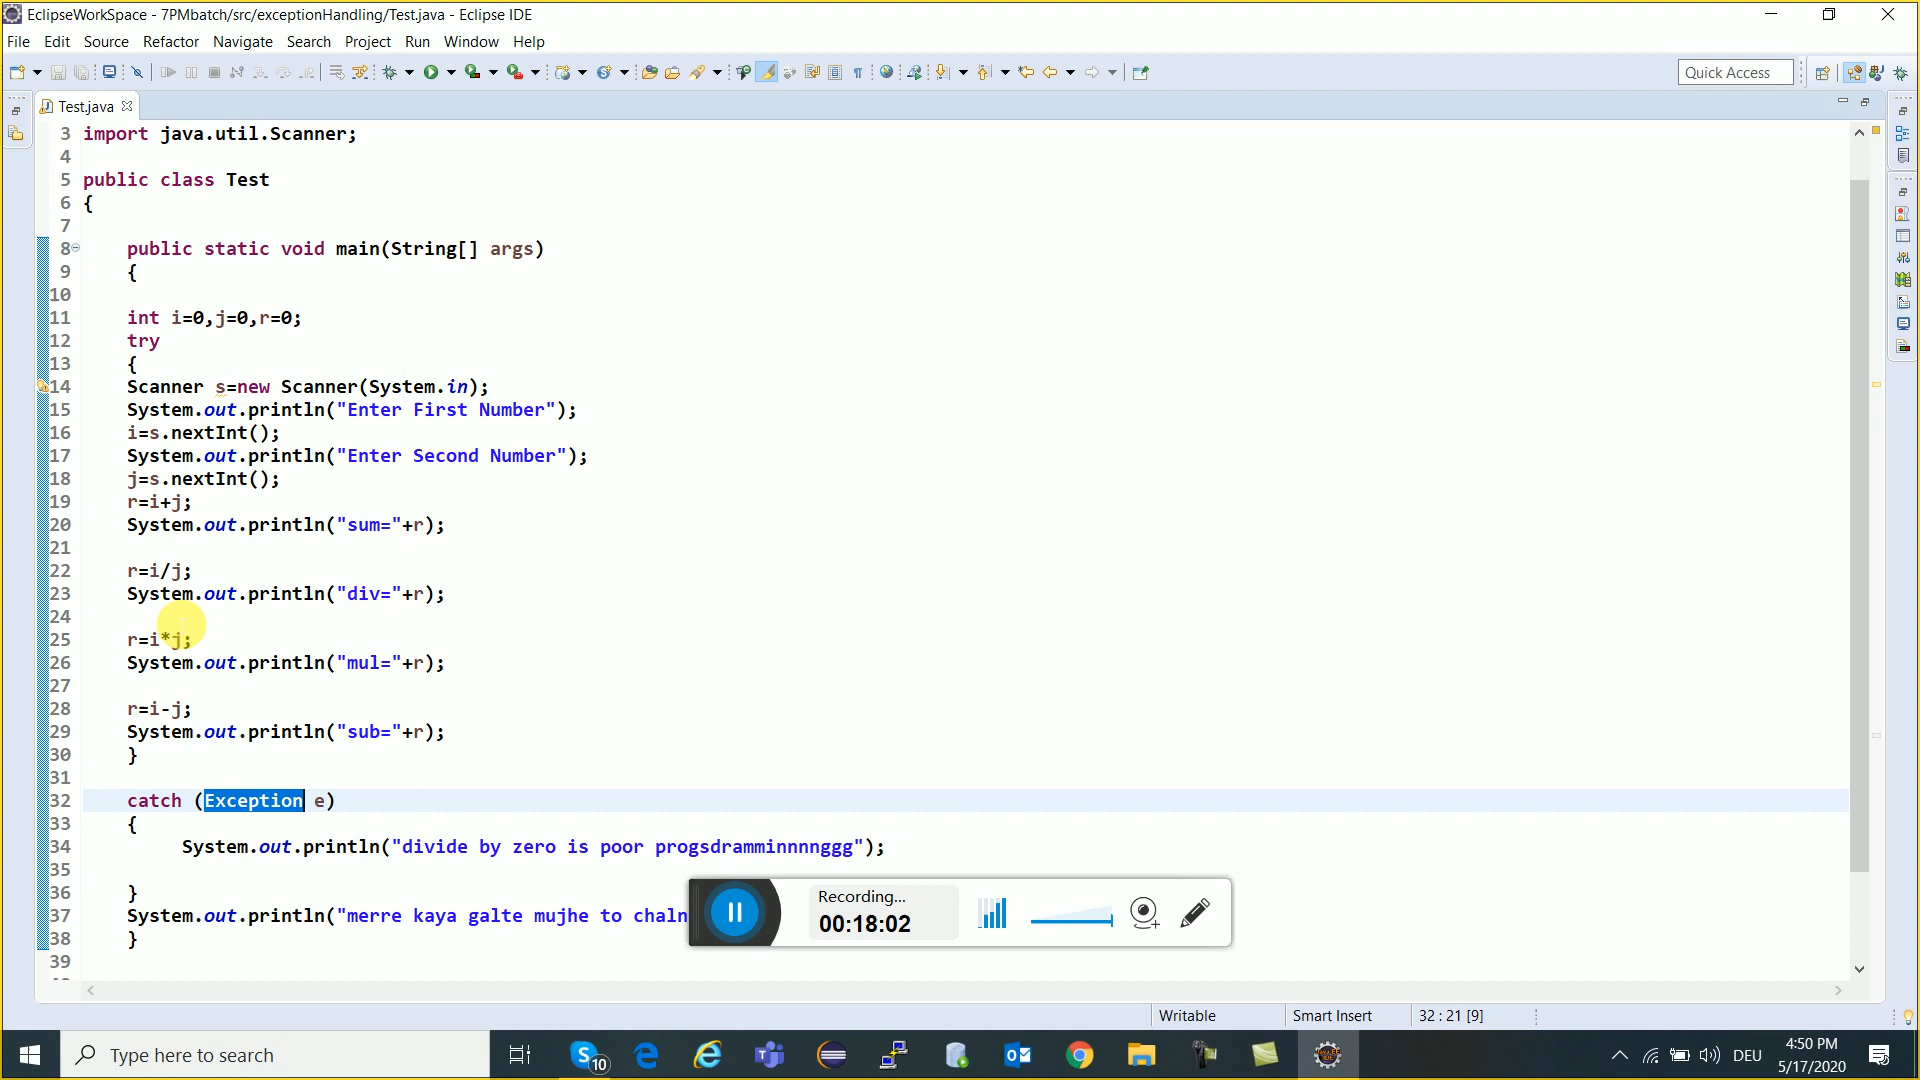 EclipseWorkSpace - 7PMbatch/src/exceptionHandling/Test.java - Eclipse IDE
File Edit Source Refactor Navigate Search Project Run Window Help
Quick Access
Test.java
3 import java.util.Scanner;
4
5 public class Test
6 {
7
8 public static void main(String[] args)
9 {
10
11 int i=0,j=0,r=0;
12 try
13 {
14 Scanner s=new Scanner(System.in);
15 System.out.println("Enter First Number");
16 i=s.nextInt();
17 System.out.println("Enter Second Number");
18 j=s.nextInt();
19 r=i+j;
20 System.out.println("sum="+r);
21
22 r=i/j;
23 System.out.println("div="+r);
24
25 r=i*j;
26 System.out.println("mul="+r);
27
28 r=i-j;
29 System.out.println("sub="+r);
30 }
31
32 catch (Exception e)
33 {
34 System.out.println("divide by zero is poor progsdramminnnnggg");
35
36 }
37 System.out.println("merre kaya galte mujhe to chaln
38 }
39
Recording...
00:18:02
Writable Smart Insert 32 : 21 [9]
Type here to search
10
DEU
4:50 PM
5/17/2020